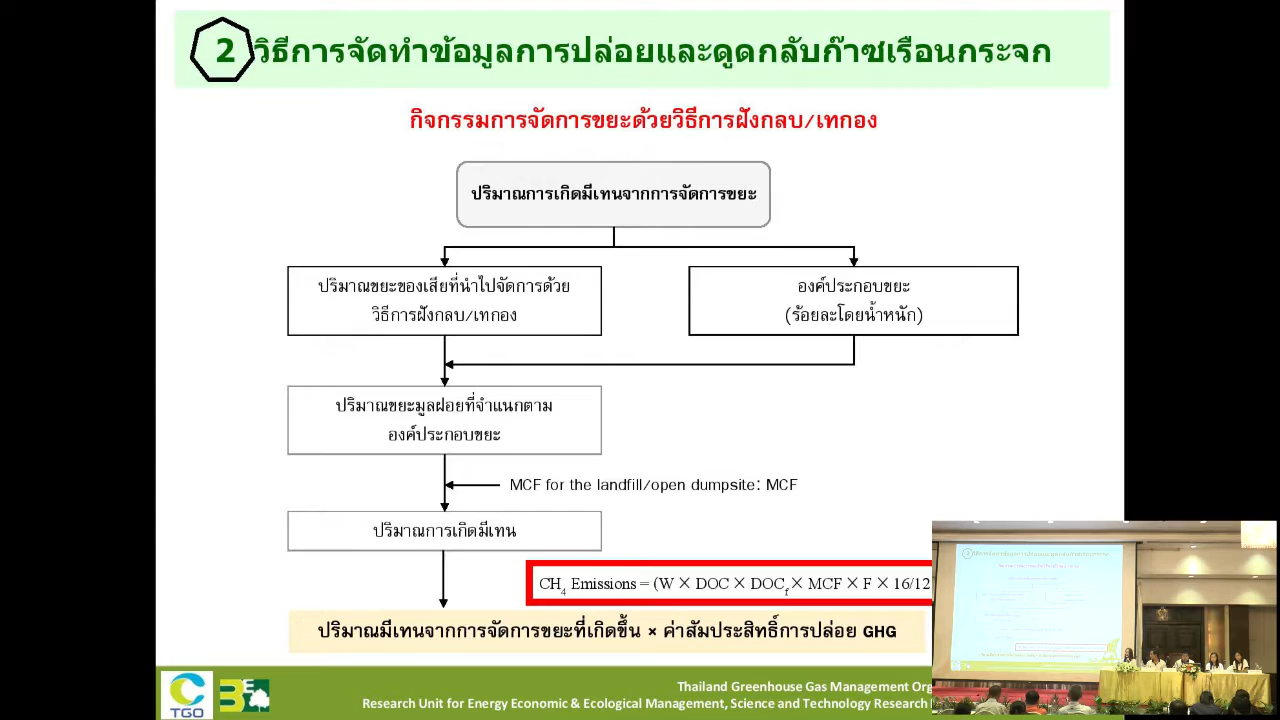 2 วิธีการจัดทำข้อมูลการปล่อยและดูดกลับก๊าซเรือนกระจก
กิจกรรมการจัดการขยะด้วยวิธีการฝังกลบ/เทกอง
ปริมาณการเกิดมีเทนจากการจัดการขยะ
ปริมาณขยะของเสียที่นำไปจัดการด้วย
วิธีการฝังกลบ/เทกอง
องค์ประกอบขยะ
(ร้อยละโดยน้ำหนัก)
ปริมาณขยะมูลฝอยที่จำแนกตาม
องค์ประกอบขยะ
MCF for the landfill/open dumpsite: MCF
ปริมาณการเกิดมีเทน
CH₄ Emissions = (W × DOC × DOCf × MCF × F × 16/12
ปริมาณมีเทนจากการจัดการขยะที่เกิดขึ้น × ค่าสัมประสิทธิ์การปล่อย GHG
TGO
Thailand Greenhouse Gas Management
Research Unit for Energy Economic & Ecological Management, Science and Technology Research